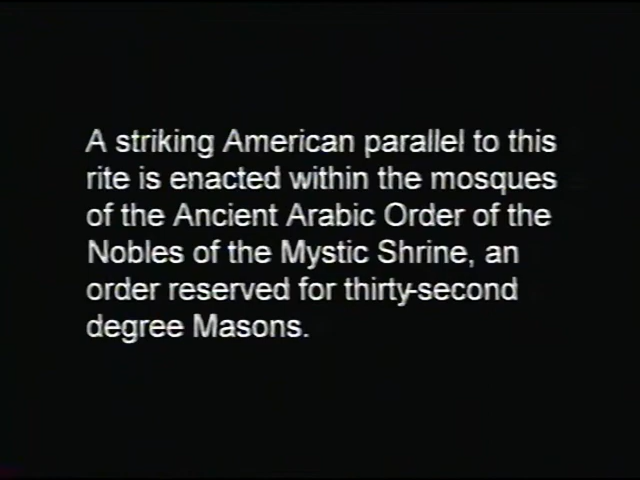 A striking American parallel to this
rite is enacted within the mosques
of the Ancient Arabic Order of the
Nobles of the Mystic Shrine, an
order reserved for thirty-second
degree Masons.